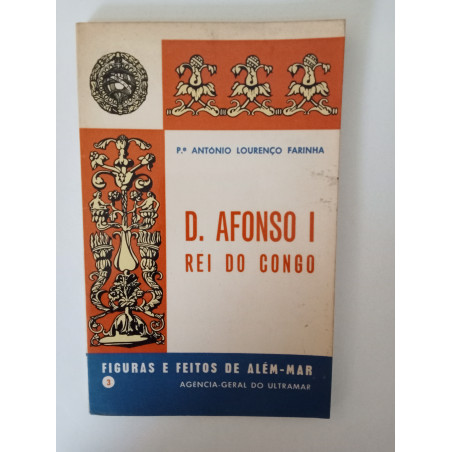 P.e ANTÓNIO LOURENÇO FARINHA
D. AFONSO I
REI DO CONGO
FIGURAS E FEITOS DE ALÉM-MAR
3
AGÊNCIA-GERAL DO ULTRAMAR